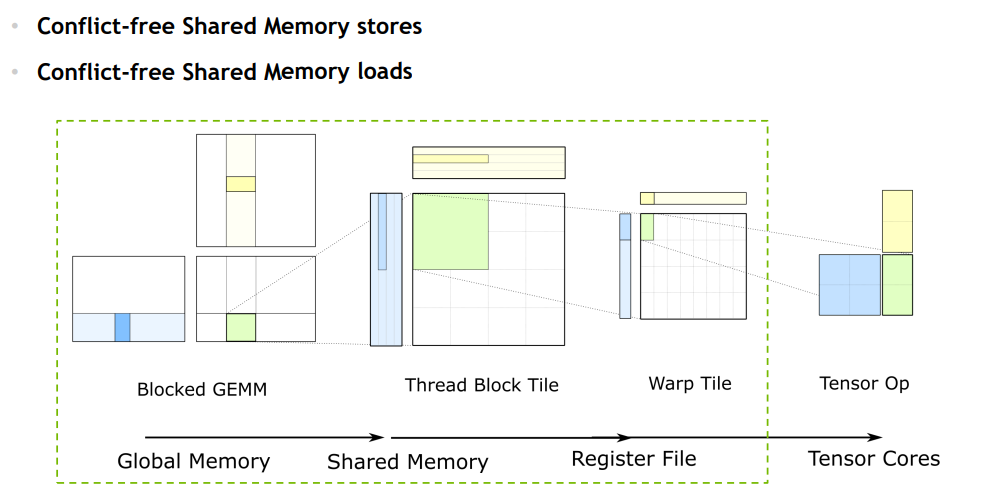 • Conflict-free Shared Memory stores
• Conflict-free Shared Memory loads
Blocked GEMM
Thread Block Tile
Warp Tile
Tensor Op
Global Memory
Shared Memory
Register File
Tensor Cores